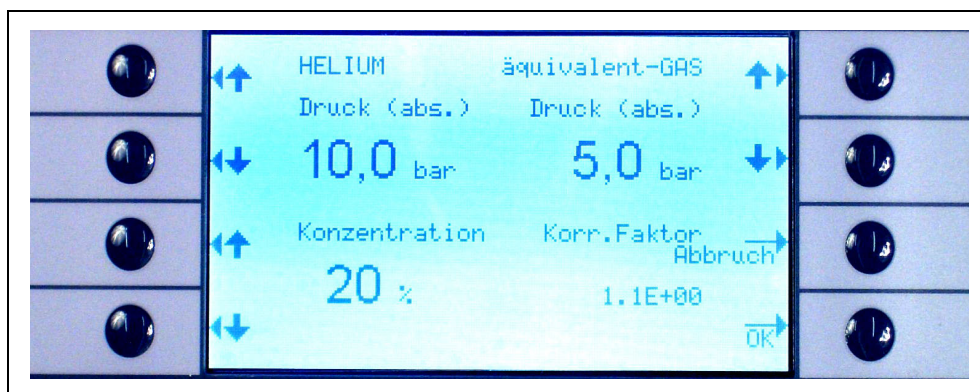 HELIUM äquivalent-GAS
Druck (abs.) Druck (abs.)
10,0 bar 5,0 bar
Konzentration Korr.Faktor
Abbruch
20 % 1.1E+00
OK